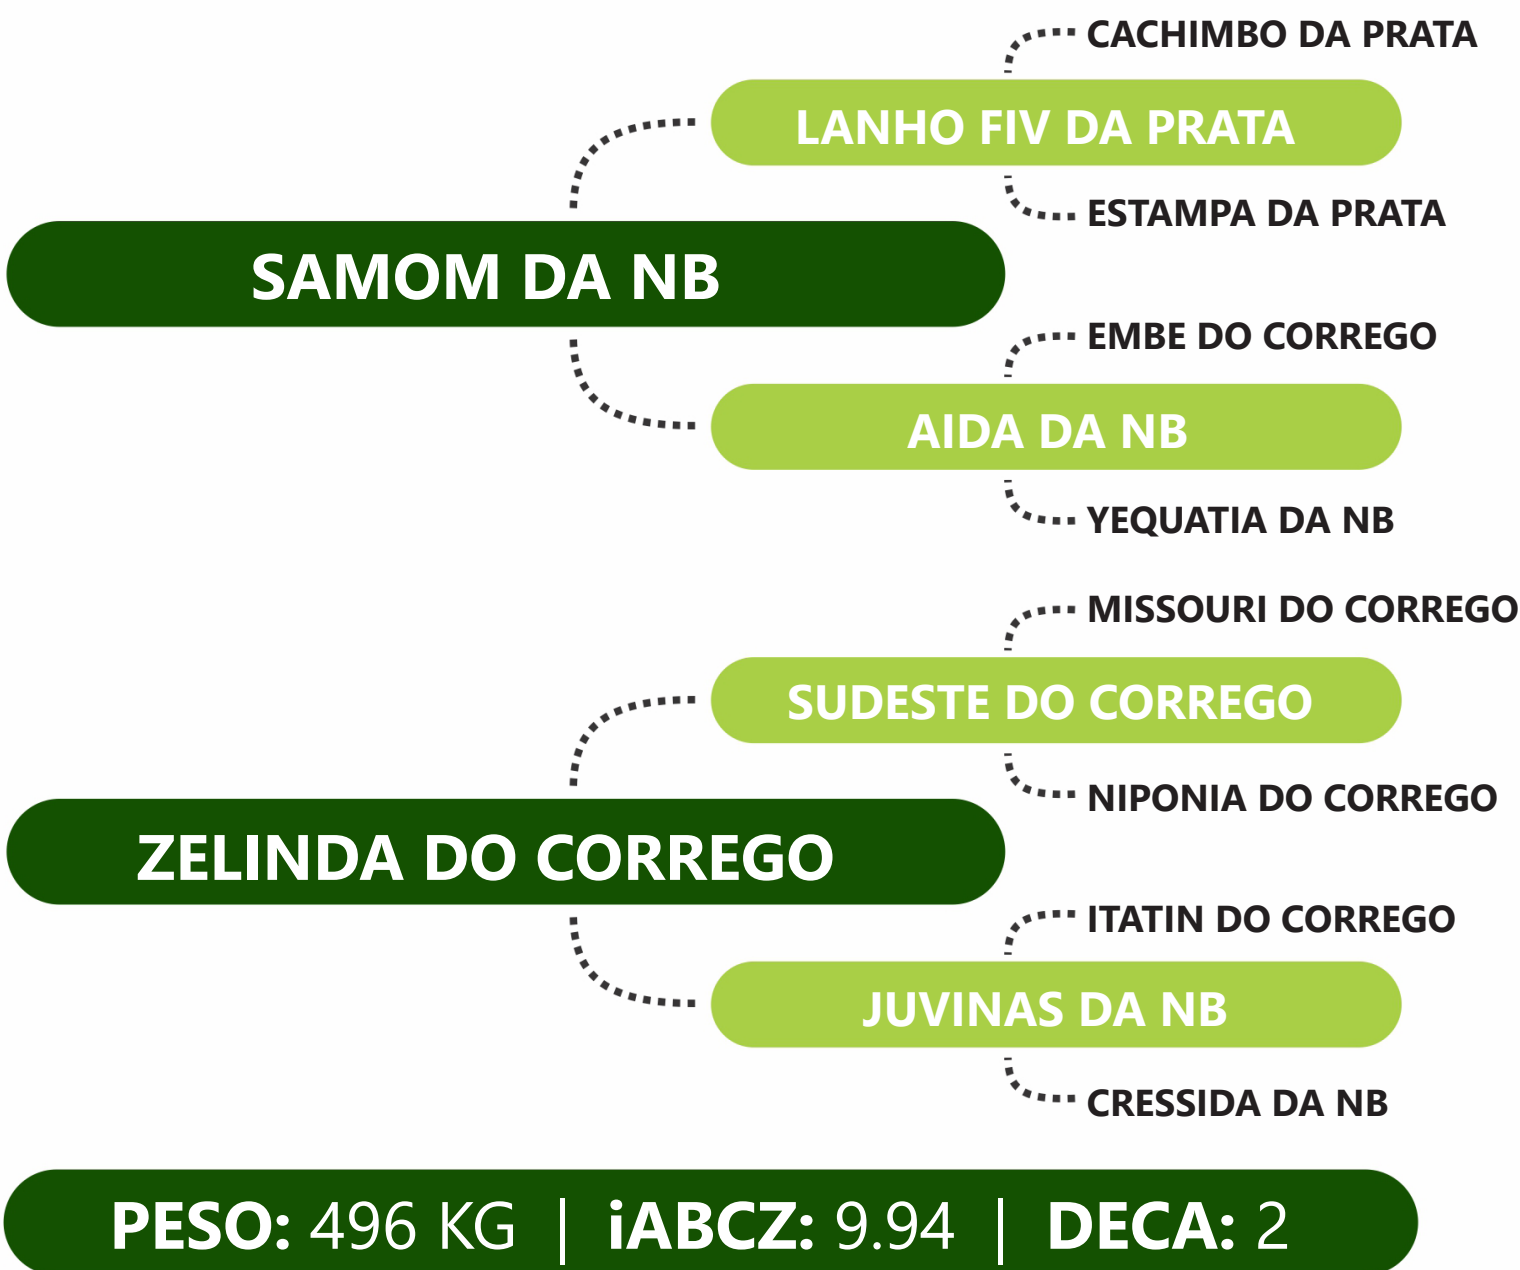 CACHIMBO DA PRATA
LANHO FIV DA PRATA
ESTAMPA DA PRATA
SAMOM DA NB
EMBE DO CORREGO
AIDA DA NB
YEQUATIA DA NB
MISSOURI DO CORREGO
SUDESTE DO CORREGO
NIPONIA DO CORREGO
ZELINDA DO CORREGO
ITATIN DO CORREGO
JUVINAS DA NB
CRESSIDA DA NB
PESO: 496 KG | iABCZ: 9.94 | DECA: 2